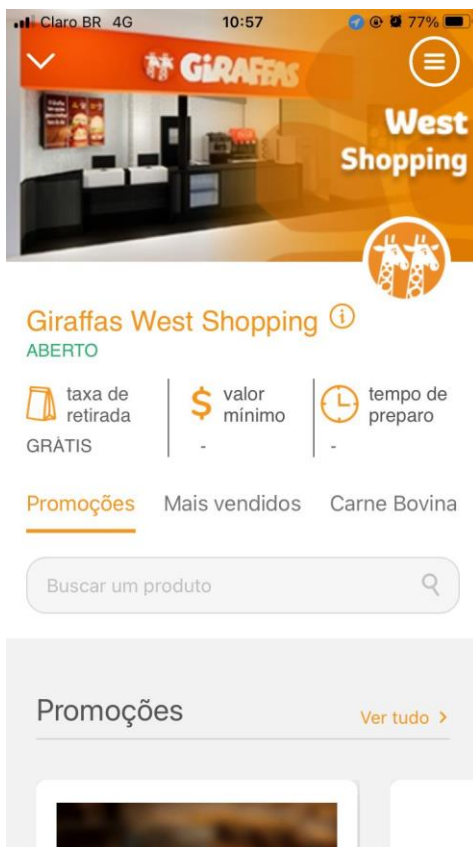 Claro BR 4G 10:57 77%
GiRAFFAS
West
Shopping
Giraffas West Shopping
ABERTO
taxa de retirada
GRÁTIS
valor mínimo
-
tempo de preparo
-
Promoções Mais vendidos Carne Bovina
Buscar um produto
Promoções
Ver tudo >